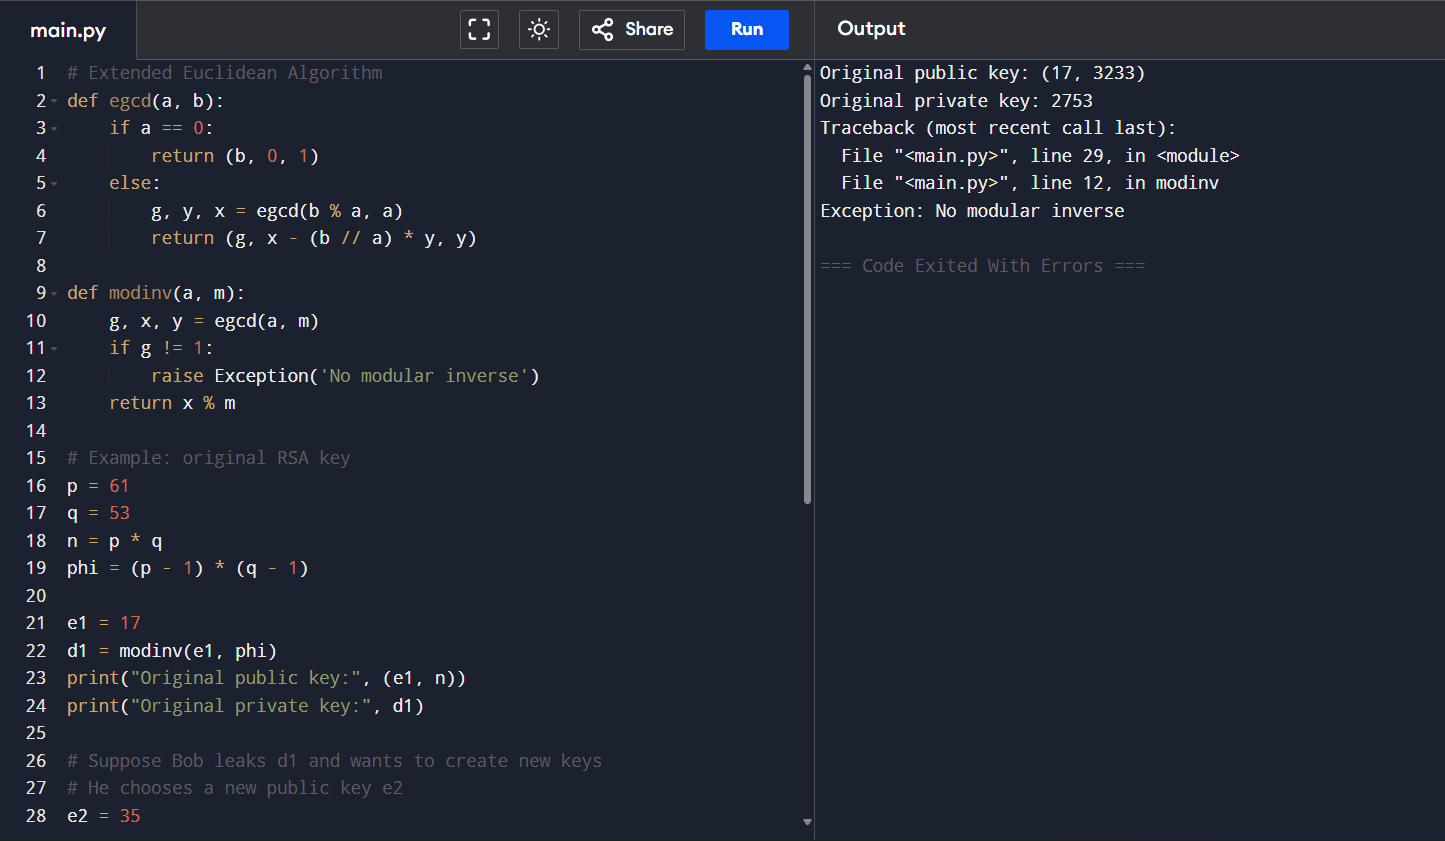 main.py
Share
Run
Output
1 # Extended Euclidean Algorithm
2 def egcd(a, b):
3     if a == 0:
4         return (b, 0, 1)
5     else:
6         g, y, x = egcd(b % a, a)
7         return (g, x - (b // a) * y, y)
8
9 def modinv(a, m):
10     g, x, y = egcd(a, m)
11     if g != 1:
12         raise Exception('No modular inverse')
13     return x % m
14
15 # Example: original RSA key
16 p = 61
17 q = 53
18 n = p * q
19 phi = (p - 1) * (q - 1)
20
21 e1 = 17
22 d1 = modinv(e1, phi)
23 print("Original public key:", (e1, n))
24 print("Original private key:", d1)
25
26 # Suppose Bob leaks d1 and wants to create new keys
27 # He chooses a new public key e2
28 e2 = 35
Original public key: (17, 3233)
Original private key: 2753
Traceback (most recent call last):
  File "<main.py>", line 29, in <module>
  File "<main.py>", line 12, in modinv
Exception: No modular inverse

=== Code Exited With Errors ===